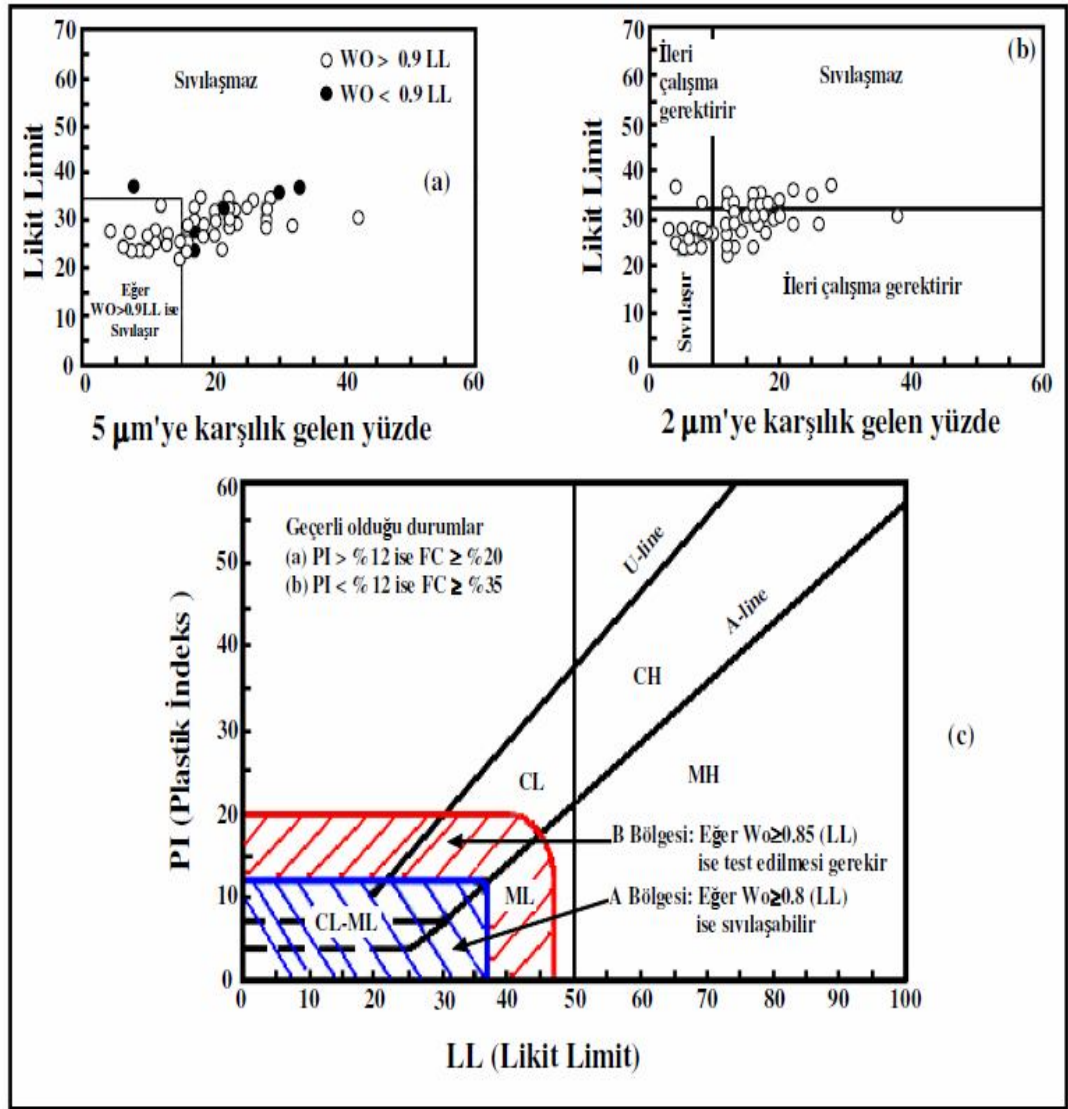 70
60
50
40
30
20
10
0
Likit Limit
Sıvılaşmaz
WO > 0.9 LL
WO < 0.9 LL
(a)
Eğer
WO>0.9LL ise
Sıvılaşır
0
20
40
60
5 µm'ye karşılık gelen yüzde
70
60
50
40
30
20
10
0
Likit Limit
İleri
çalışma
gerektirir
Sıvılaşmaz
(b)
Sıvılaşır
İleri çalışma gerektirir
0
20
40
60
2 µm'ye karşılık gelen yüzde
60
50
40
30
20
10
0
PI (Plastik İndeks )
Geçerli olduğu durumlar
(a) PI > % 12 ise FC ≥ %20
(b) PI < % 12 ise FC ≥ %35
U-line
A-line
CH
(c)
CL
MH
B Bölgesi: Eğer Wo≥0.85 (LL)
ise test edilmesi gerekir
ML
A Bölgesi: Eğer Wo≥0.8 (LL)
ise sıvılaşabilir
CL-ML
0 10 20 30 40 50 60 70 80 90 100
LL (Likit Limit)